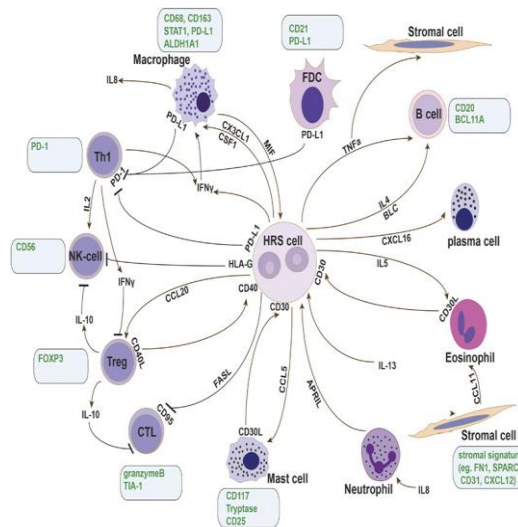 CD68, CD163
STAT1, PD-L1
ALDH1A1
Macrophage
IL8
PD-L1
CD21
PD-L1
FDC
PD-L1
Stromal cell
B cell
CD20
BCL11A
PD-1
Th1
PD-1
IL2
IFNγ
CX3CL1
CSF1
MIF
TNFa
IL4
BLC
CXCL16
plasma cell
CD56
NK-cell
PD-L1
HRS cell
HLA-G
CD40
CD30
CD30
IL5
CD30L
Eosinophil
IFNγ
IL-10
CCL20
FOXP3
Treg
CD40L
IL-10
FASL
CD95
CTL
granzymeB
TIA-1
CCL5
CD30L
Mast cell
CD117
Tryptase
CD25
APRIL
IL-13
Neutrophil
IL8
CCL11
Stromal cell
stromal signature
(eg. FN1, SPARC
CD31, CXCL12)